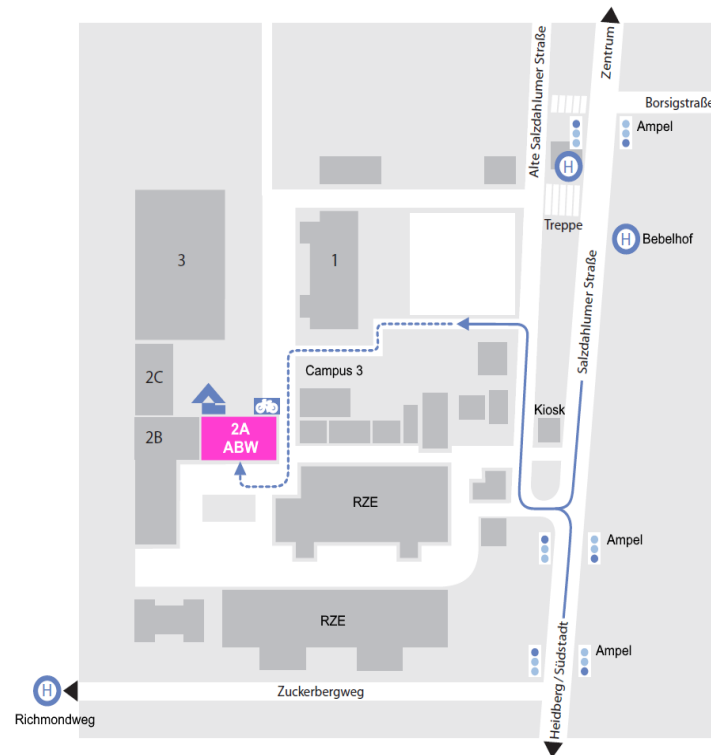 Zentrum
Alte Salzdahlumer Straße
Borsigstraße
Ampel
H
Treppe
H
Bebelhof
Salzdahlumer Straße
3
1
2C
Campus 3
Kiosk
2B
2A
ABW
RZE
Ampel
RZE
Ampel
Heidberg / Südstadt
H
Zuckerbergweg
Richmondweg